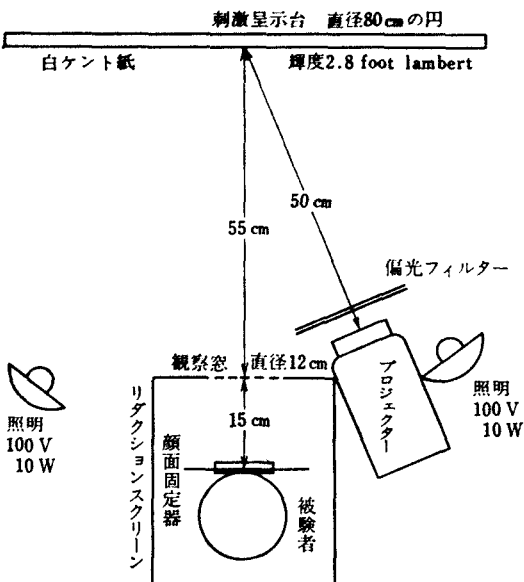 刺激呈示台 直径80cmの円
白ケント紙
輝度2.8 foot lambert
50 cm
55 cm
偏光フィルター
観察窓 直径12cm
プロジェクター
照明
100 V
10 W
照明
100 V
10 W
リダクションスクリーン
15 cm
顔面固定器
被験者